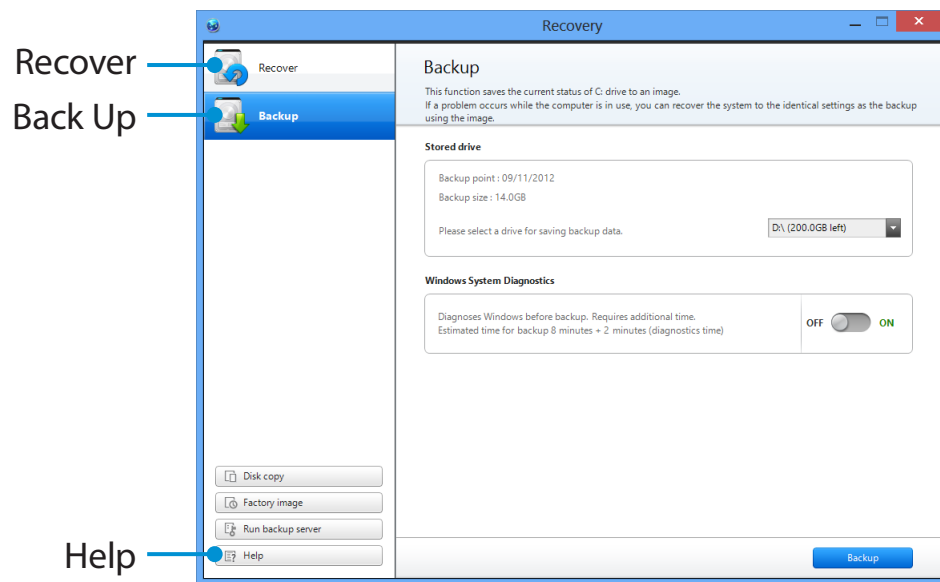 Recovery
Recover
Recover
Back Up
Backup
Backup
This function saves the current status of C: drive to an image.
If a problem occurs while the computer is in use, you can recover the system to the identical settings as the backup
using the image.
Stored drive
Backup point : 09/11/2012
Backup size : 14.0GB
Please select a drive for saving backup data.
D:\ (200.0GB left)
Windows System Diagnostics
Diagnoses Windows before backup. Requires additional time.
Estimated time for backup 8 minutes + 2 minutes (diagnostics time)
OFF
ON
Disk copy
Factory image
Run backup server
Help
Help
Backup